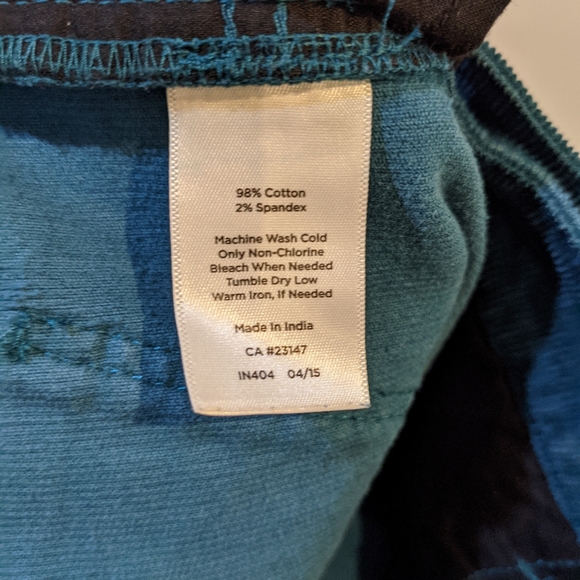 98% Cotton
2% Spandex
Machine Wash Cold
Only Non-Chlorine
Bleach When Needed
Tumble Dry Low
Warm Iron, If Needed
Made In India
CA #23147
IN404 04/15